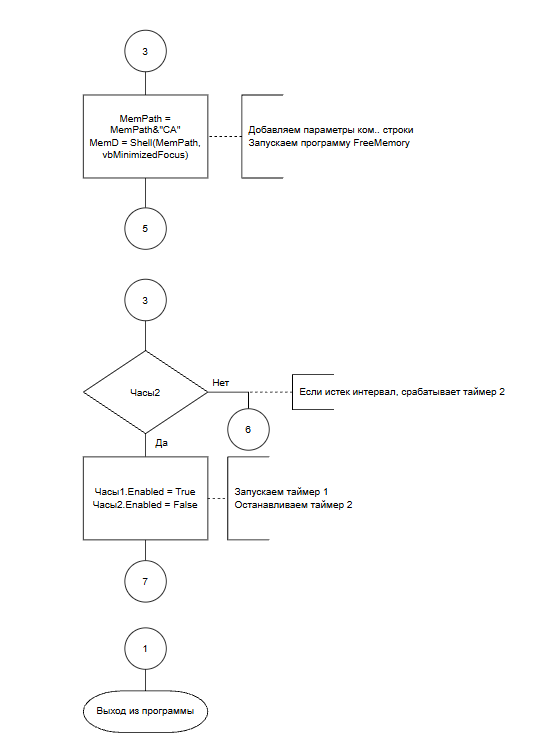 3
MemPath =
MemPath&"CA"
MemD = Shell(MemPath,
vbMinimizedFocus)
Добавляем параметры ком.. строки
Запускаем программу FreeMemory
5
3
Часы2
Нет
Если истек интервал, срабатывает таймер 2
6
Да
Часы1.Enabled = True
Часы2.Enabled = False
Запускаем таймер 1
Останавливаем таймер 2
7
1
Выход из программы